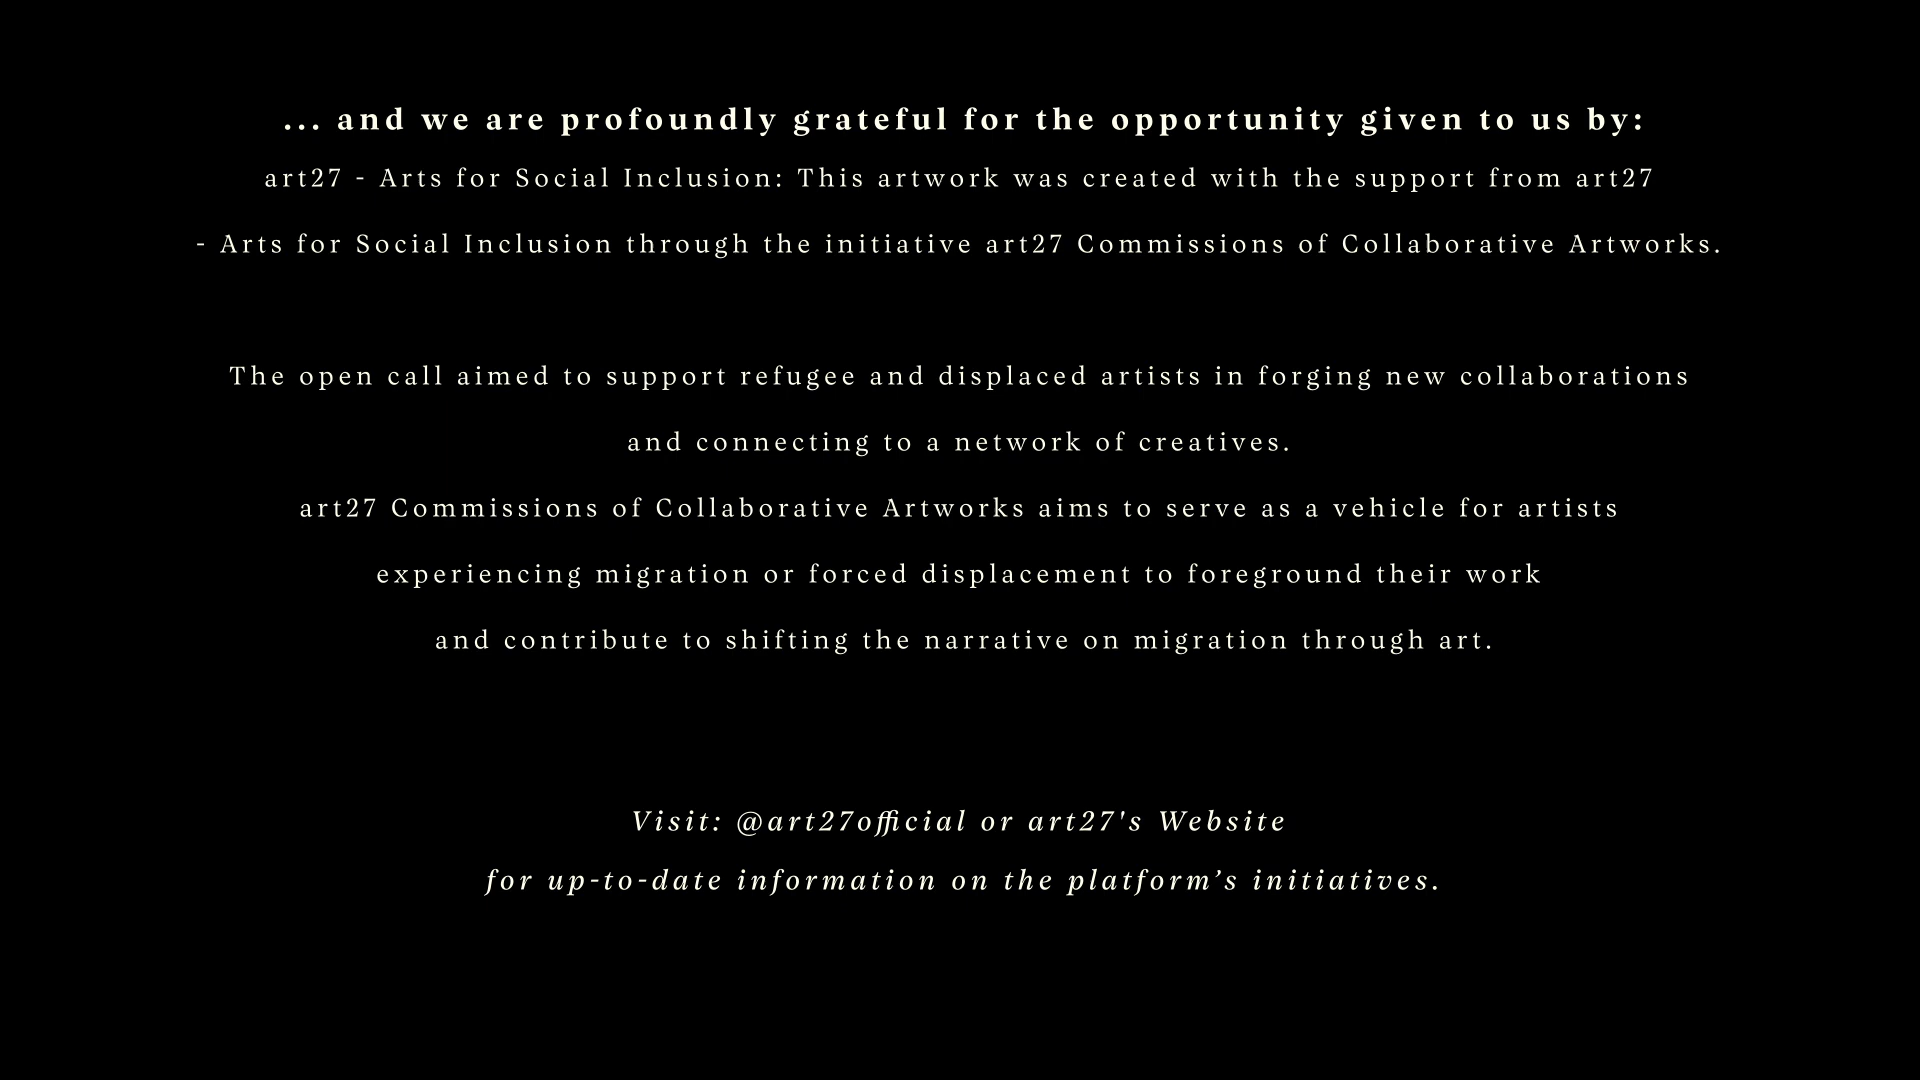 ... and we are profoundly grateful for the opportunity given to us by:
art27 - Arts for Social Inclusion: This artwork was created with the support from art27
- Arts for Social Inclusion through the initiative art27 Commissions of Collaborative Artworks.
The open call aimed to support refugee and displaced artists in forging new collaborations
and connecting to a network of creatives.
art27 Commissions of Collaborative Artworks aims to serve as a vehicle for artists
experiencing migration or forced displacement to foreground their work
and contribute to shifting the narrative on migration through art.
Visit: @art27official or art27's Website
for up-to-date information on the platform’s initiatives.